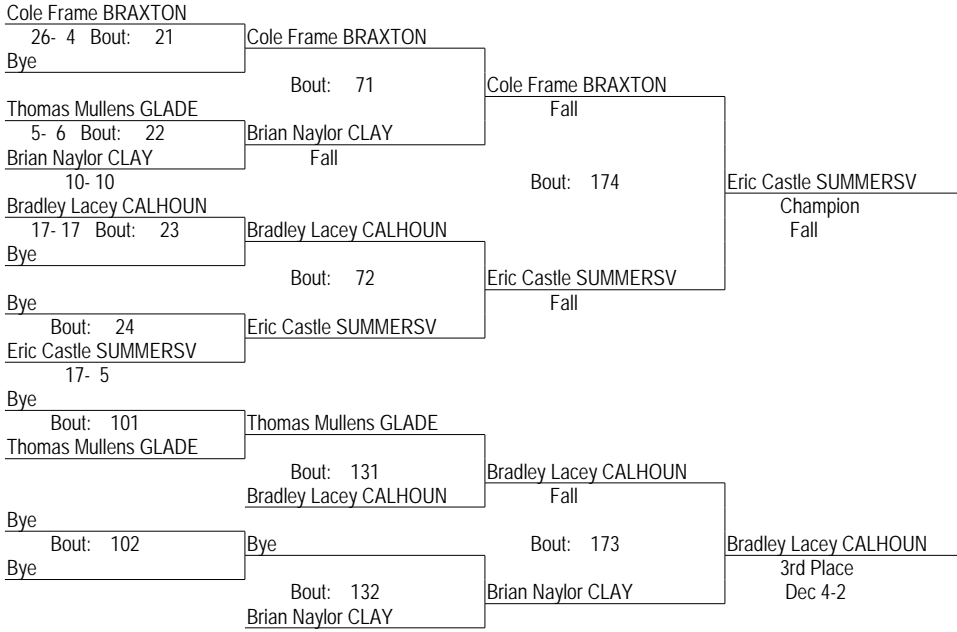 Cole Frame BRAXTON
26- 4 Bout: 21
Cole Frame BRAXTON
Bye
Bout: 71
Cole Frame BRAXTON
Thomas Mullens GLADE
Fall
5- 6 Bout: 22
Brian Naylor CLAY
Brian Naylor CLAY
Fall
10- 10
Bout: 174
Eric Castle SUMMERSV
Bradley Lacey CALHOUN
Champion
17- 17 Bout: 23
Bradley Lacey CALHOUN
Fall
Bye
Bout: 72
Eric Castle SUMMERSV
Bye
Fall
Bout: 24
Eric Castle SUMMERSV
Eric Castle SUMMERSV
17- 5
Bye
Bout: 101
Thomas Mullens GLADE
Thomas Mullens GLADE
Bout: 131
Bradley Lacey CALHOUN
Bradley Lacey CALHOUN
Fall
Bye
Bout: 102
Bye
Bout: 173
Bradley Lacey CALHOUN
Bye
3rd Place
Bout: 132
Brian Naylor CLAY
Dec 4-2
Brian Naylor CLAY